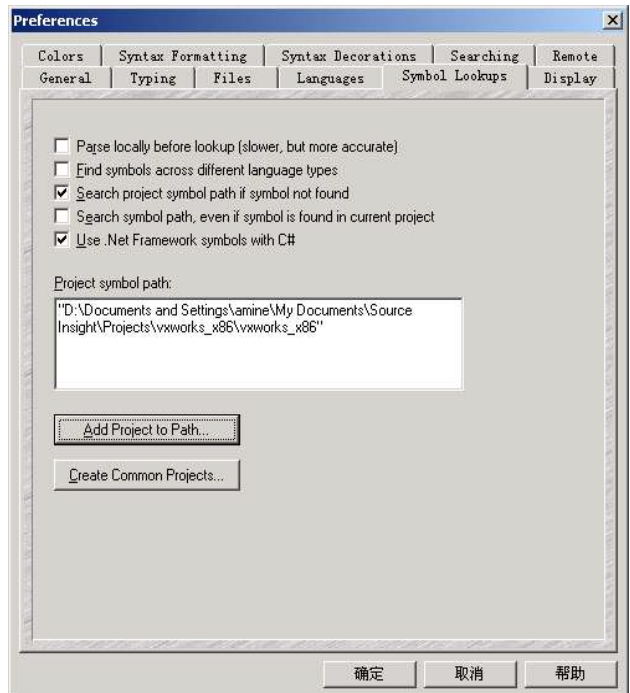 Preferences
Colors Syntax Formatting Syntax Decorations Searching Remote
General Typing Files Languages Symbol Lookups Display
Parse locally before lookup (slower, but more accurate)
Find symbols across different language types
Search project symbol path if symbol not found
Search symbol path, even if symbol is found in current project
Use .Net Framework symbols with C#
Project symbol path:
"D:\Documents and Settings\amine\My Documents\Source
Insight\Projects\vxworks_x86\vxworks_x86"
Add Project to Path...
Create Common Projects...
确定 取消 帮助